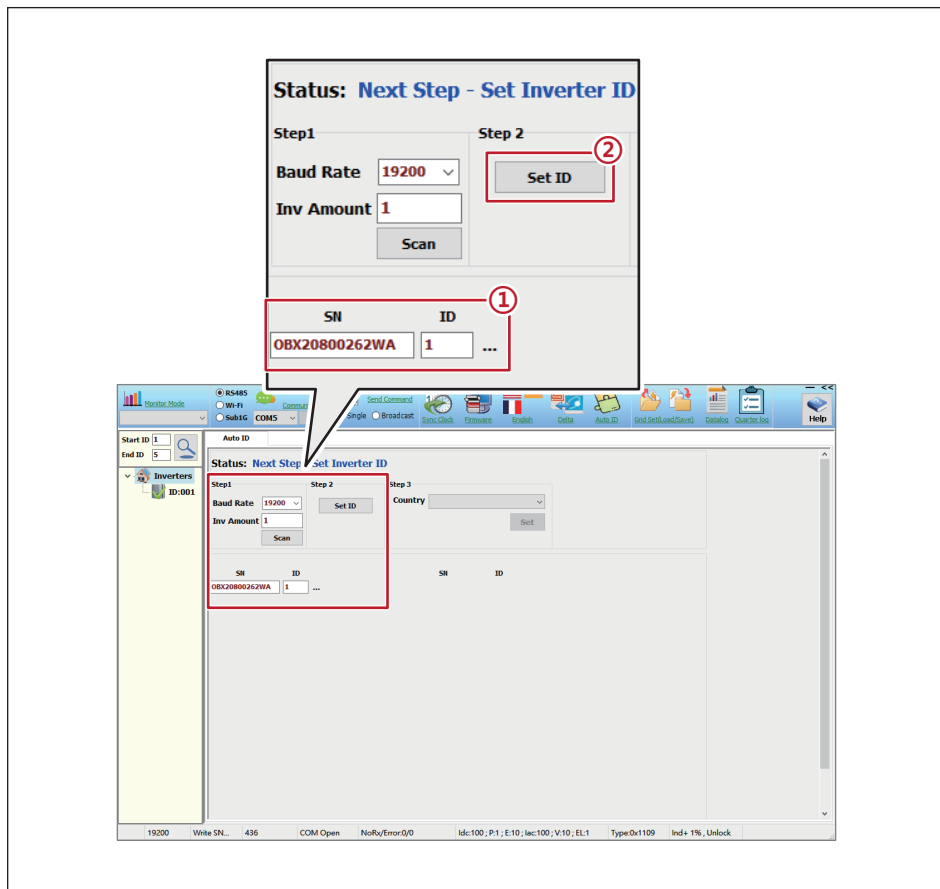 Status: Next Step - Set Inverter ID
Step1
Step 2
②
Baud Rate 19200
Set ID
Inv Amount 1
Scan
①
SN ID
OBX20800262WA 1 ...
Monitor Mode
RS485
Wi-Fi
Sub1G COM5
Send Command
Single Broadcast
Sync Clock
Firmware
English
Delta
Auto ID
Grid Set(Load/Save)
Datalog
Quarter log
<<
Help
Start ID 1
End ID 5
Inverters
ID:001
Auto ID
Status: Next Step Set Inverter ID
Step1 Step 2 Step 3
Baud Rate 19200 Set ID Country
Inv Amount 1 Set
Scan
SN ID SN ID
OBX20800262WA 1 ...
19200 Write SN... 436 COM Open NoRx/Error:0/0 Idc:100 ; P:1 ; E:10 ; Iac:100 ; V:10 ; EL:1 Type:0x1109 Ind+ 1% , Unlock